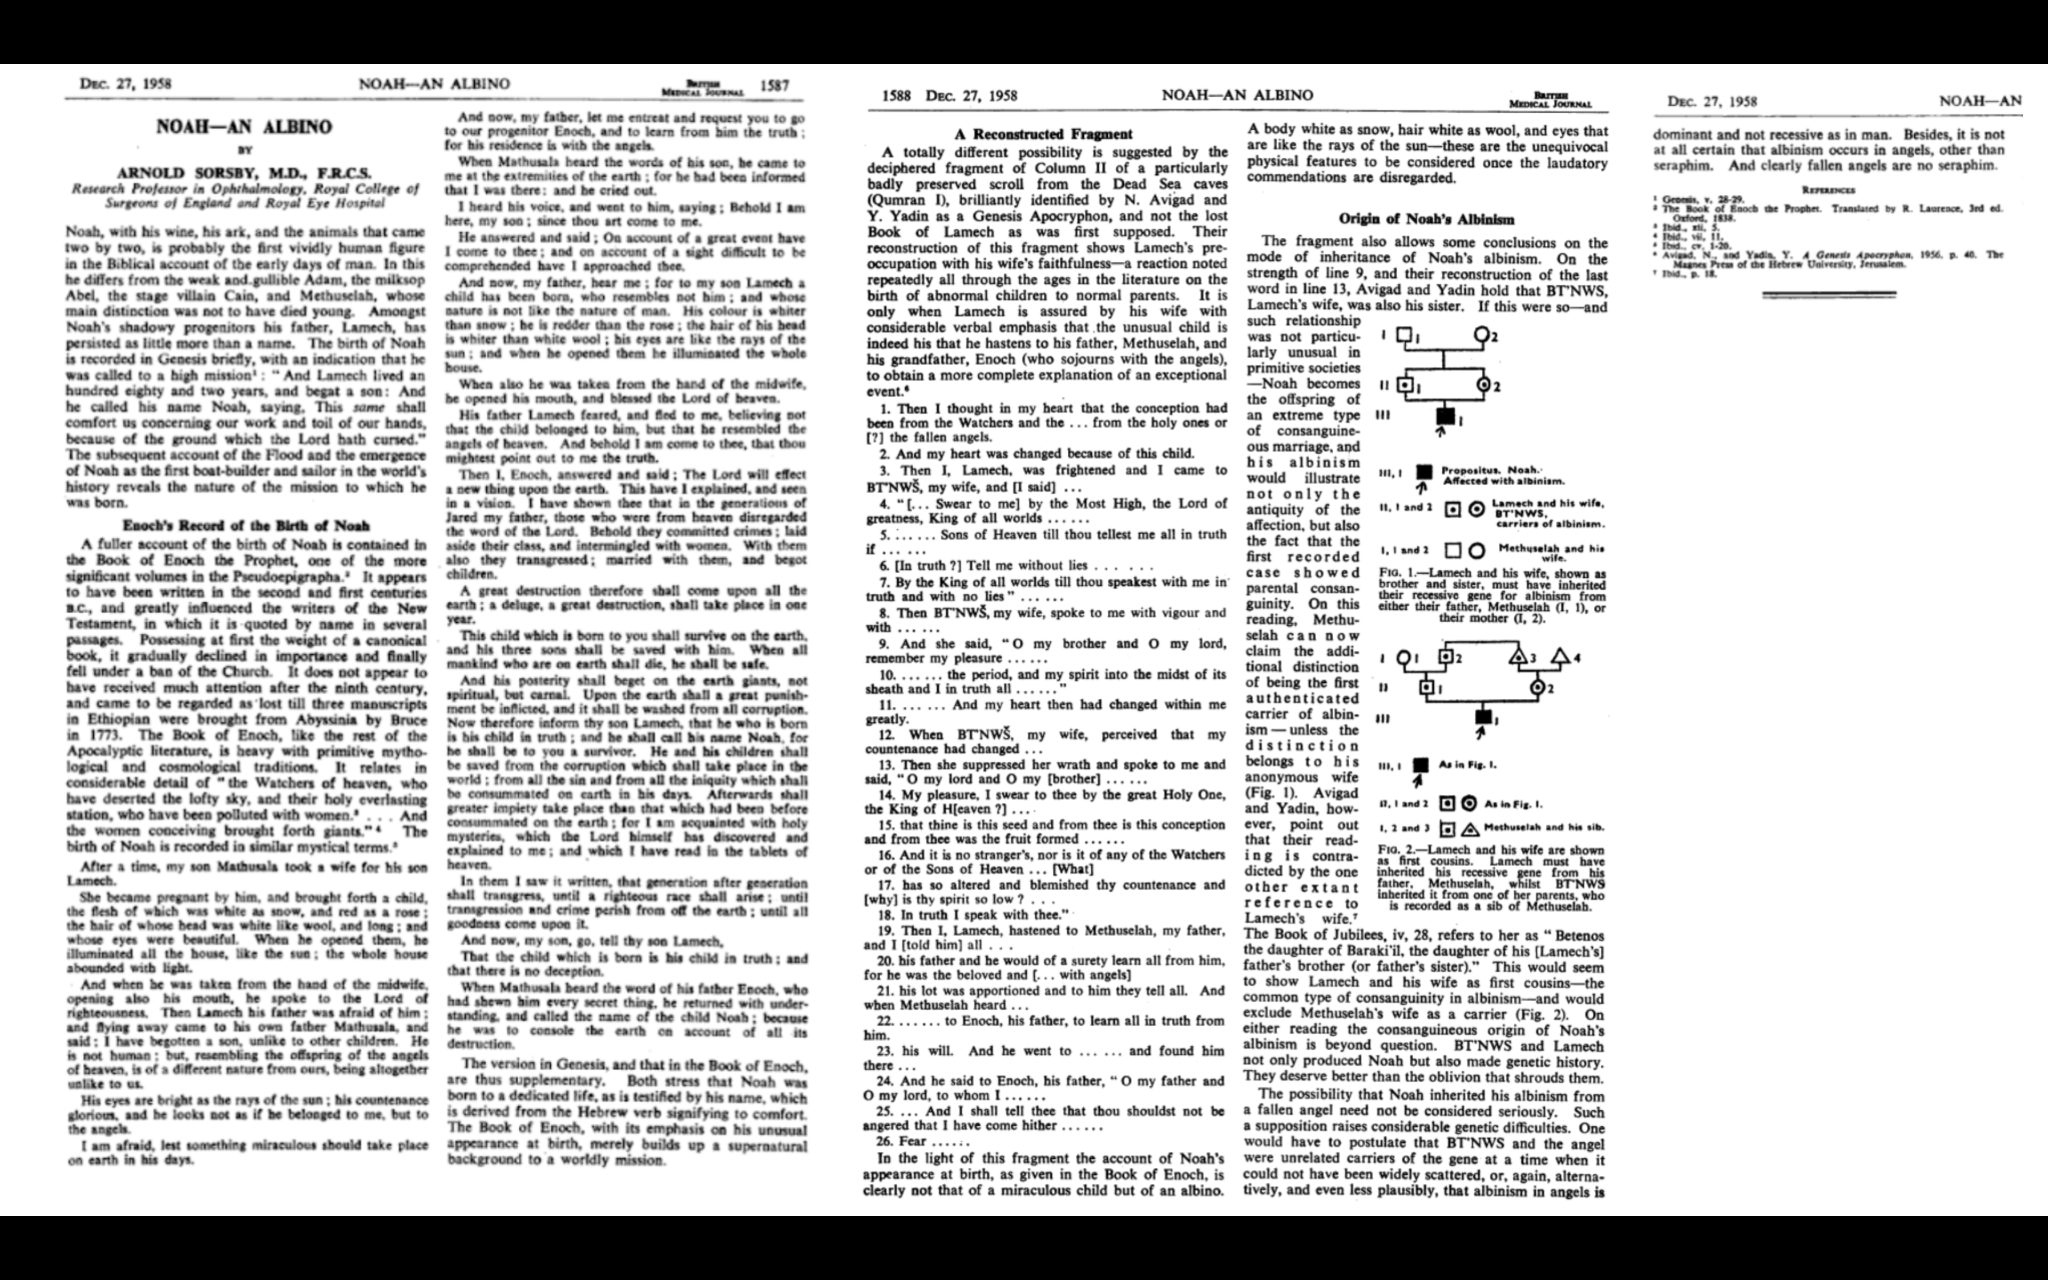 DEC. 27, 1958 NOAH—AN ALBINO BRITISH MEDICAL JOURNAL 1587
NOAH—AN ALBINO
BY
ARNOLD SORSBY, M.D., F.R.C.S.
Research Professor in Ophthalmology, Royal College of
Surgeons of England and Royal Eye Hospital
Noah, with his wine, his ark, and the animals that came
two by two, is probably the first vividly human figure
in the Biblical account of the early days of man. In this
he differs from the weak and gullible Adam, the milksop
Abel, the stage villain Cain, and Methuselah, whose
main distinction was not to have died young. Amongst
Noah's shadowy progenitors his father, Lamech, has
persisted as little more than a name. The birth of Noah
is recorded in Genesis briefly, with an indication that he
was called to a high mission¹: "And Lamech lived an
hundred eighty and two years, and begat a son: And
he called his name Noah, saying, This same shall
comfort us concerning our work and toil of our hands,
because of the ground which the Lord hath cursed."
The subsequent account of the Flood and the emergence
of Noah as the first boat-builder and sailor in the world's
history reveals the nature of the mission to which he
was born.
Enoch's Record of the Birth of Noah
A fuller account of the birth of Noah is contained in
the Book of Enoch the Prophet, one of the more
significant volumes in the Pseudoepigrapha.² It appears
to have been written in the second and first centuries
B.C., and greatly influenced the writers of the New
Testament, in which it is quoted by name in several
passages. Possessing at first the weight of a canonical
book, it gradually declined in importance and finally
fell under a ban of the Church. It does not appear to
have received much attention after the ninth century,
and came to be regarded as lost till three manuscripts
in Ethiopian were brought from Abyssinia by Bruce
in 1773. The Book of Enoch, like the rest of the
Apocalyptic literature, is heavy with primitive mytho-
logical and cosmological traditions. It relates in
considerable detail of "the Watchers of heaven, who
have deserted the lofty sky, and their holy everlasting
station, who have been polluted with women.³ . . . And
the women conceiving brought forth giants."⁴ The
birth of Noah is recorded in similar mystical terms.⁵
After a time, my son Mathusala took a wife for his son
Lamech.
She became pregnant by him, and brought forth a child,
the flesh of which was white as snow, and red as a rose;
the hair of whose head was white like wool, and long; and
whose eyes were beautiful. When he opened them, he
illuminated all the house, like the sun; the whole house
abounded with light.
And when he was taken from the hand of the midwife,
opening also his mouth, he spoke to the Lord of
righteousness. Then Lamech his father was afraid of him;
and flying away came to his own father Mathusala, and
said; I have begotten a son, unlike to other children. He
is not human; but, resembling the offspring of the angels
of heaven, is of a different nature from ours, being altogether
unlike to us.
His eyes are bright as the rays of the sun; his countenance
glorious, and he looks not as if he belonged to me, but to
the angels.
I am afraid, lest something miraculous should take place
on earth in his days.
And now, my father, let me entreat and request you to go
to our progenitor Enoch, and to learn from him the truth;
for his residence is with the angels.
When Mathusala heard the words of his son, he came to
me at the extremities of the earth; for he had been informed
that I was there: and he cried out.
I heard his voice, and went to him, saying; Behold I am
here, my son; since thou art come to me.
He answered and said; On account of a great event have
I come to thee; and on account of a sight difficult to be
comprehended have I approached thee.
And now, my father, hear me; for to my son Lamech a
child has been born, who resembles not him; and whose
nature is not like the nature of man. His colour is whiter
than snow; he is redder than the rose; the hair of his head
is whiter than white wool; his eyes are like the rays of the
sun; and when he opened them he illuminated the whole
house.
When also he was taken from the hand of the midwife,
he opened his mouth, and blessed the Lord of heaven.
His father Lamech feared, and fled to me, believing not
that the child belonged to him, but that he resembled the
angels of heaven. And behold I am come to thee, that thou
mightest point out to me the truth.
Then I, Enoch, answered and said; The Lord will effect
a new thing upon the earth. This have I explained, and seen
in a vision. I have shown thee that in the generations of
Jared my father, those who were from heaven disregarded
the word of the Lord. Behold they committed crimes; laid
aside their class, and intermingled with women. With them
also they transgressed; married with them, and begot
children.
A great destruction therefore shall come upon all the
earth; a deluge, a great destruction, shall take place in one
year.
This child which is born to you shall survive on the earth,
and his three sons shall be saved with him. When all
mankind who are on earth shall die, he shall be safe.
And his posterity shall beget on the earth giants, not
spiritual, but carnal. Upon the earth shall a great punish-
ment be inflicted, and it shall be washed from all corruption.
Now therefore inform thy son Lamech, that he who is born
is his child in truth; and he shall call his name Noah, for
he shall be to you a survivor. He and his children shall
be saved from the corruption which shall take place in the
world; from all the sin and from all the iniquity which shall
be consummated on earth in his days. Afterwards shall
greater impiety take place than that which had been before
consummated on the earth; for I am acquainted with holy
mysteries, which the Lord himself has discovered and
explained to me; and which I have read in the tablets of
heaven.
In them I saw it written, that generation after generation
shall transgress, until a righteous race shall arise; until
transgression and crime perish from off the earth; until all
goodness come upon it.
And now, my son, go, tell thy son Lamech,
That the child which is born is his child in truth; and
that there is no deception.
When Mathusala heard the word of his father Enoch, who
had shewn him every secret thing, he returned with under-
standing, and called the name of the child Noah; because
he was to console the earth on account of all its
destruction.
The version in Genesis, and that in the Book of Enoch,
are thus supplementary. Both stress that Noah was
born to a dedicated life, as is testified by his name, which
is derived from the Hebrew verb signifying to comfort.
The Book of Enoch, with its emphasis on his unusual
appearance at birth, merely builds up a supernatural
background to a worldly mission.
1588 DEC. 27, 1958 NOAH—AN ALBINO BRITISH MEDICAL JOURNAL
A Reconstructed Fragment
A totally different possibility is suggested by the
deciphered fragment of Column II of a particularly
badly preserved scroll from the Dead Sea caves
(Qumran I), brilliantly identified by N. Avigad and
Y. Yadin as a Genesis Apocryphon, and not the lost
Book of Lamech as was first supposed. Their
reconstruction of this fragment shows Lamech's pre-
occupation with his wife's faithfulness—a reaction noted
repeatedly all through the ages in the literature on the
birth of abnormal children to normal parents. It is
only when Lamech is assured by his wife with
considerable verbal emphasis that the unusual child is
indeed his that he hastens to his father, Methuselah, and
his grandfather, Enoch (who sojourns with the angels),
to obtain a more complete explanation of an exceptional
event.⁶
1. Then I thought in my heart that the conception had
been from the Watchers and the ... from the holy ones or
[?] the fallen angels.
2. And my heart was changed because of this child.
3. Then I, Lamech, was frightened and I came to
BT'NWŠ, my wife, and [I said] ...
4. "[... Swear to me] by the Most High, the Lord of
greatness, King of all worlds ......
5. ...... Sons of Heaven till thou tellest me all in truth
if ... ...
6. [In truth ?] Tell me without lies . . . . . .
7. By the King of all worlds till thou speakest with me in
truth and with no lies" ......
8. Then BT'NWŠ, my wife, spoke to me with vigour and
with ......
9. And she said, "O my brother and O my lord,
remember my pleasure ......
10. ...... the period, and my spirit into the midst of its
sheath and I in truth all ......"
11. ...... And my heart then had changed within me
greatly.
12. When BT'NWŠ, my wife, perceived that my
countenance had changed ...
13. Then she suppressed her wrath and spoke to me and
said, "O my lord and O my [brother] ......
14. My pleasure, I swear to thee by the great Holy One,
the King of H[eaven ?] ...
15. that thine is this seed and from thee is this conception
and from thee was the fruit formed ......
16. And it is no stranger's, nor is it of any of the Watchers
or of the Sons of Heaven ... [What]
17. has so altered and blemished thy countenance and
[why] is thy spirit so low ? . . .
18. In truth I speak with thee."
19. Then I, Lamech, hastened to Methuselah, my father,
and I [told him] all . . .
20. his father and he would of a surety learn all from him,
for he was the beloved and [... with angels]
21. his lot was apportioned and to him they tell all. And
when Methuselah heard ...
22. ....... to Enoch, his father, to learn all in truth from
him.
23. his will. And he went to ...... and found him
there ...
24. And he said to Enoch, his father, "O my father and
O my lord, to whom I ......
25. ... And I shall tell thee that thou shouldst not be
angered that I have come hither ......
26. Fear ......
In the light of this fragment the account of Noah's
appearance at birth, as given in the Book of Enoch, is
clearly not that of a miraculous child but of an albino.
A body white as snow, hair white as wool, and eyes that
are like the rays of the sun—these are the unequivocal
physical features to be considered once the laudatory
commendations are disregarded.
Origin of Noah's Albinism
The fragment also allows some conclusions on the
mode of inheritance of Noah's albinism. On the
strength of line 9, and their reconstruction of the last
word in line 13, Avigad and Yadin hold that BT'NWS,
Lamech's wife, was also his sister. If this were so—and
such relationship
was not particu-
larly unusual in
primitive societies
—Noah becomes
the offspring of
an extreme type
of consanguine-
ous marriage, and
his albinism
would illustrate
not only the
antiquity of the
affection, but also
the fact that the
first recorded
case showed
parental consan-
guinity. On this
reading, Methu-
selah can now
claim the addi-
tional distinction
of being the first
authenticated
carrier of albin-
ism—unless the
distinction
belongs to his
anonymous wife
(Fig. 1). Avigad
and Yadin, how-
ever, point out
that their read-
ing is contra-
dicted by the one
other extant
reference to
Lamech's wife.⁷
I 1 2
II 1 2
III 1
III, 1 Propositus, Noah.
Affected with albinism.
II, 1 and 2 Lamech and his wife,
BT'NWS,
carriers of albinism.
I, 1 and 2 Methuselah and his
wife.
FIG. 1.—Lamech and his wife, shown as
brother and sister, must have inherited
their recessive gene for albinism from
either their father, Methuselah (I, 1), or
their mother (I, 2).
I 1 2 3 4
II 1 2
III 1
III, 1 As in Fig. 1.
II, 1 and 2 As in Fig. 1.
I, 2 and 3 Methuselah and his sib.
FIG. 2.—Lamech and his wife are shown
as first cousins. Lamech must have
inherited his recessive gene from his
father, Methuselah, whilst BT'NWS
inherited it from one of her parents, who
is recorded as a sib of Methuselah.
The Book of Jubilees, iv, 28, refers to her as "Betenos
the daughter of Baraki'il, the daughter of his [Lamech's]
father's brother (or father's sister)." This would seem
to show Lamech and his wife as first cousins—the
common type of consanguinity in albinism—and would
exclude Methuselah's wife as a carrier (Fig. 2). On
either reading the consanguineous origin of Noah's
albinism is beyond question. BT'NWS and Lamech
not only produced Noah but also made genetic history.
They deserve better than the oblivion that shrouds them.
The possibility that Noah inherited his albinism from
a fallen angel need not be considered seriously. Such
a supposition raises considerable genetic difficulties. One
would have to postulate that BT'NWS and the angel
were unrelated carriers of the gene at a time when it
could not have been widely scattered, or, again, alterna-
tively, and even less plausibly, that albinism in angels is
DEC. 27, 1958 NOAH—AN
dominant and not recessive as in man. Besides, it is not
at all certain that albinism occurs in angels, other than
seraphim. And clearly fallen angels are no seraphim.
REFERENCES
¹ Genesis, v, 28-29.
² The Book of Enoch the Prophet. Translated by R. Laurence, 3rd ed.
Oxford, 1838.
³ Ibid., xii, 5.
⁴ Ibid., vii, 11.
⁵ Ibid., cv, 1-20.
⁶ Avigad, N., and Yadin, Y. A Genesis Apocryphon, 1956, p. 40. The
Magnes Press of the Hebrew University, Jerusalem.
⁷ Ibid., p. 18.